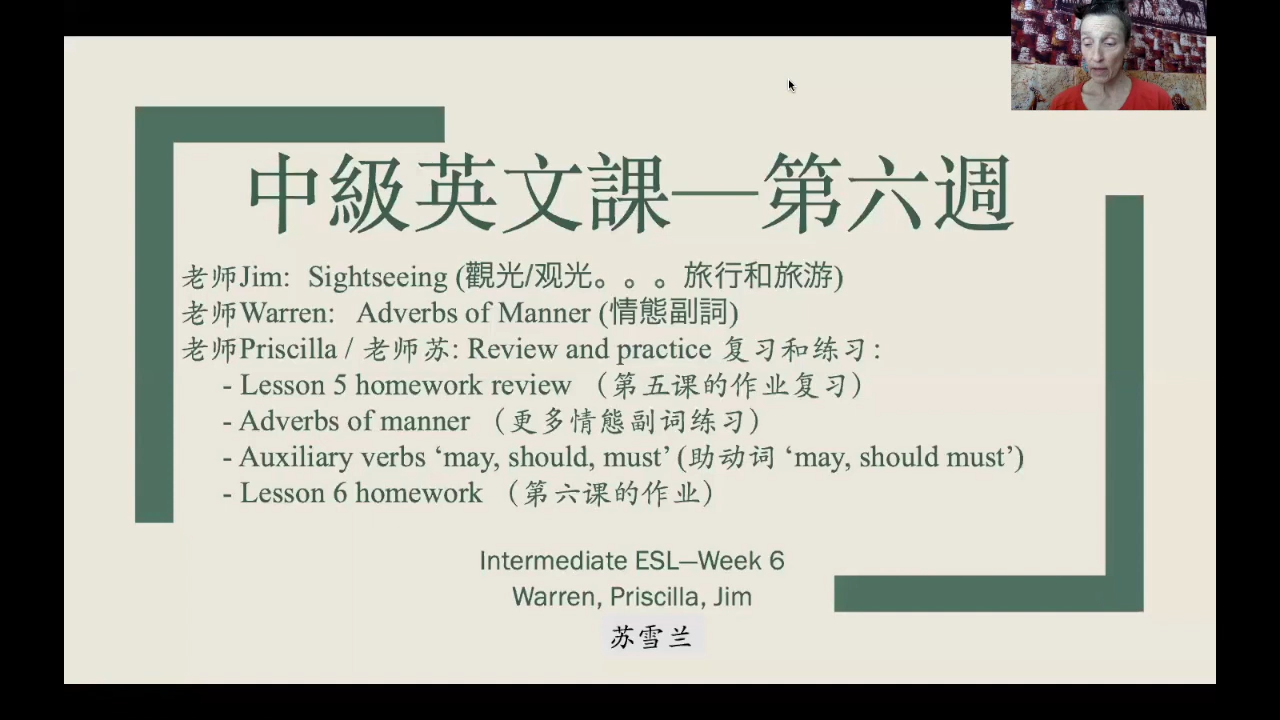 中級英文課—第六週
老师Jim: Sightseeing (觀光/观光。。。旅行和旅游)
老师Warren: Adverbs of Manner (情態副詞)
老师Priscilla / 老师苏: Review and practice 复习和练习：
- Lesson 5 homework review （第五课的作业复习）
- Adverbs of manner （更多情態副词练习）
- Auxiliary verbs ‘may, should, must’ (助动词 ‘may, should must’)
- Lesson 6 homework （第六课的作业）
Intermediate ESL—Week 6
Warren, Priscilla, Jim
苏雪兰